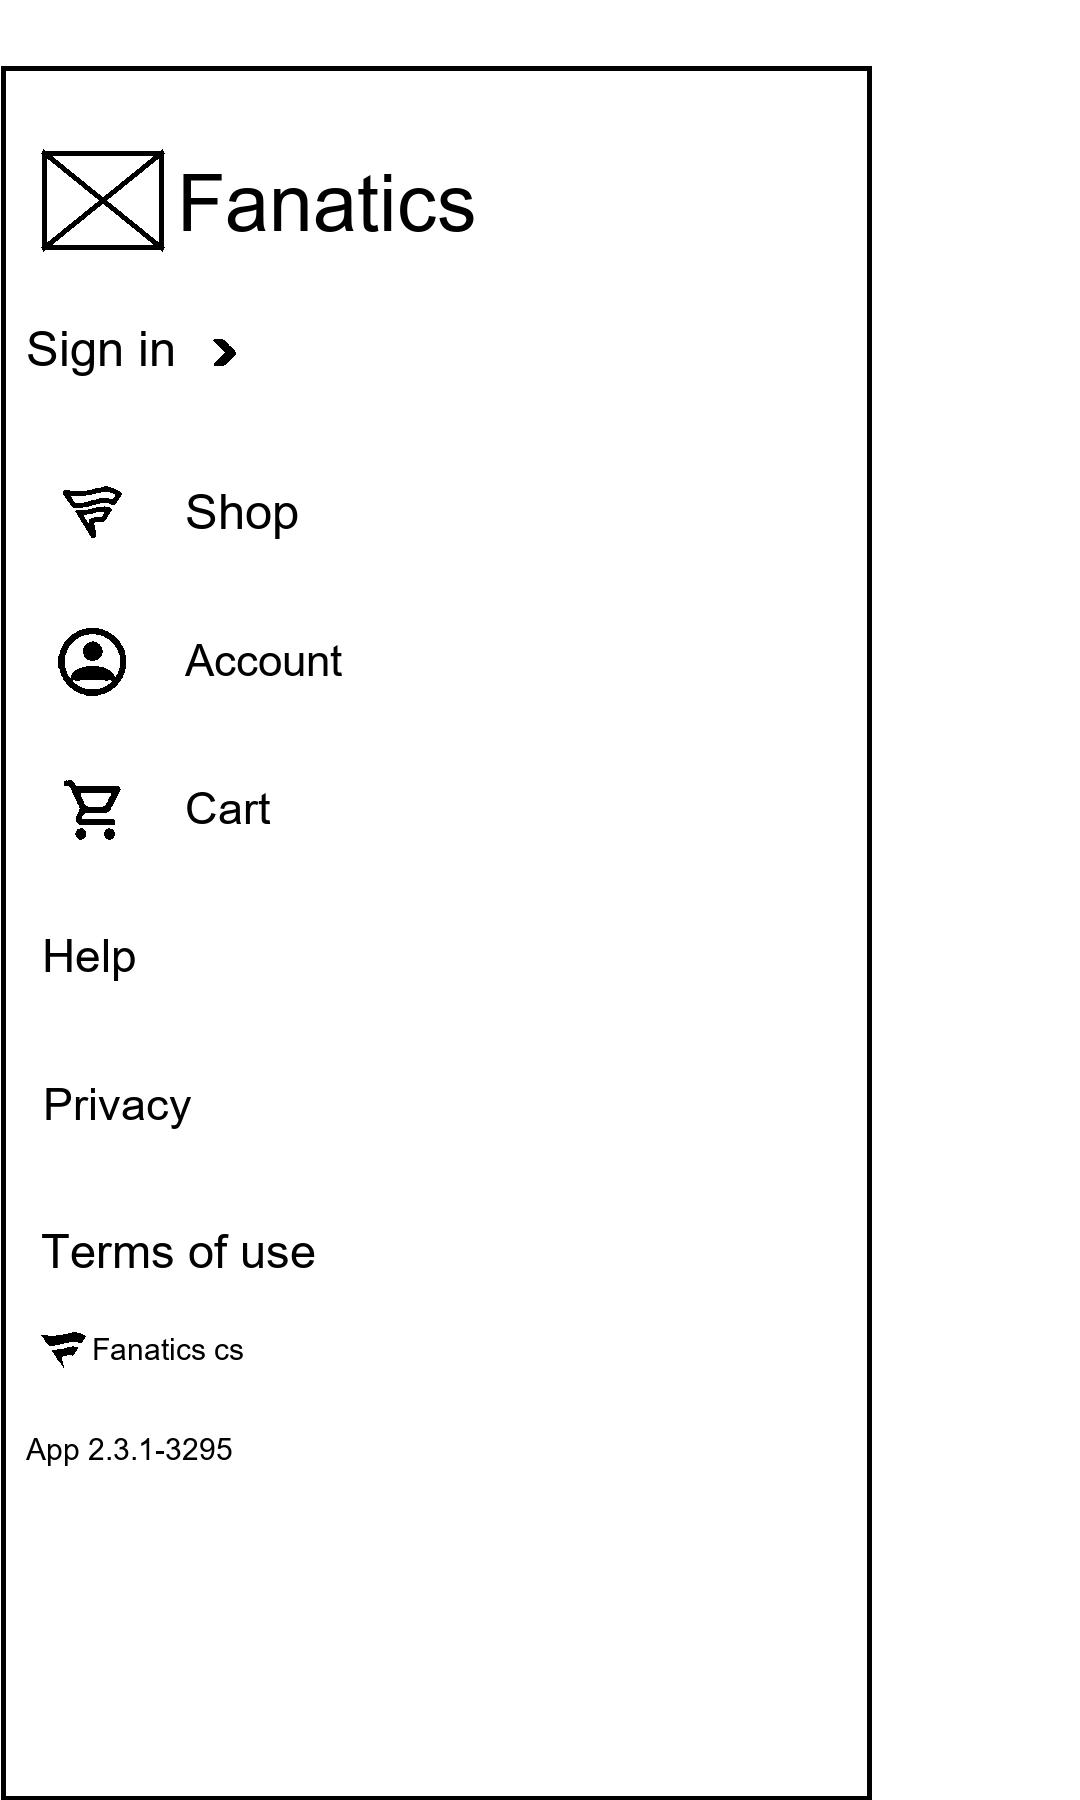 Fanatics
Sign in
Shop
Account
Cart
Help
Privacy
Terms of use
Fanatics cs
App 2.3.1-3295